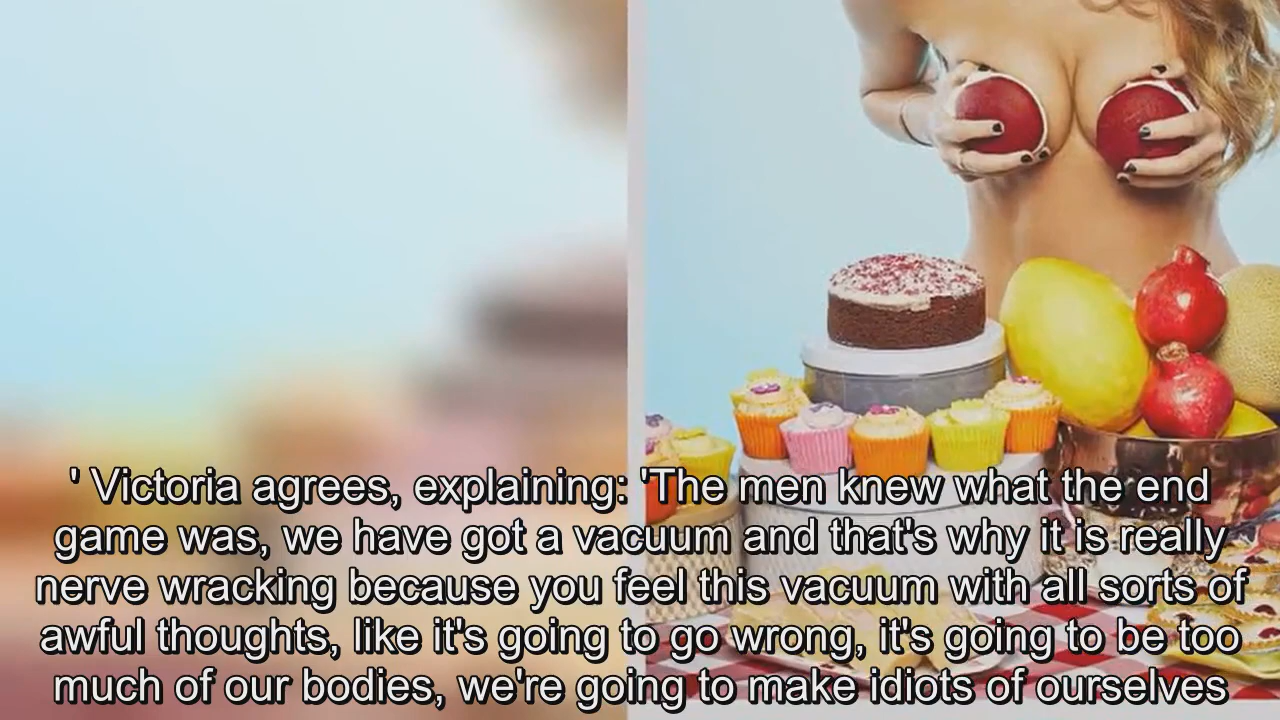 ' Victoria agrees, explaining: 'The men knew what the end
game was, we have got a vacuum and that's why it is really
nerve wracking because you feel this vacuum with all sorts of
awful thoughts, like it's going to go wrong, it's going to be too
much of our bodies, we're going to make idiots of ourselves